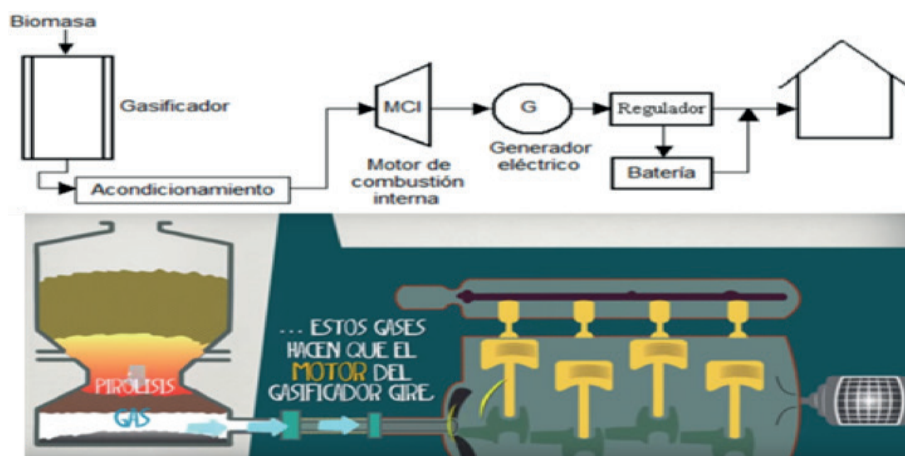 Biomasa
Gasificador
Acondicionamiento
MCI
Motor de
combustión
interna
G
Generador
eléctrico
Regulador
Batería
PIRÓLISIS
GAS
... ESTOS GASES
HACEN QUE EL
MOTOR DEL
GASIFICADOR GIRE.